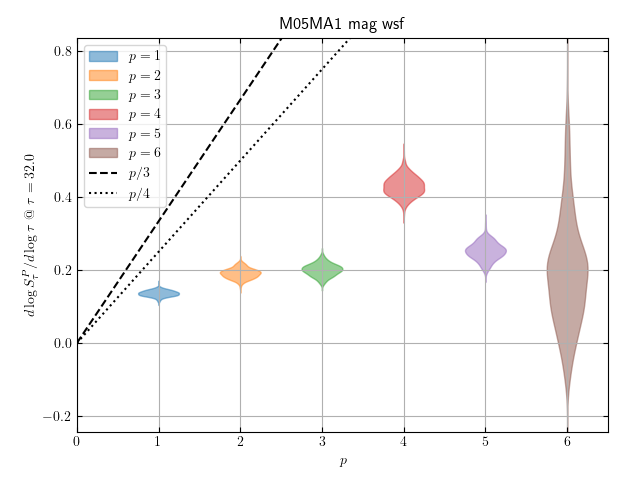 M05MA1 mag wsf
d log S_τ^p / d log τ @ τ = 32.0
0.8
0.6
0.4
0.2
0.0
−0.2
p = 1
p = 2
p = 3
p = 4
p = 5
p = 6
p/3
p/4
0 1 2 3 4 5 6
p